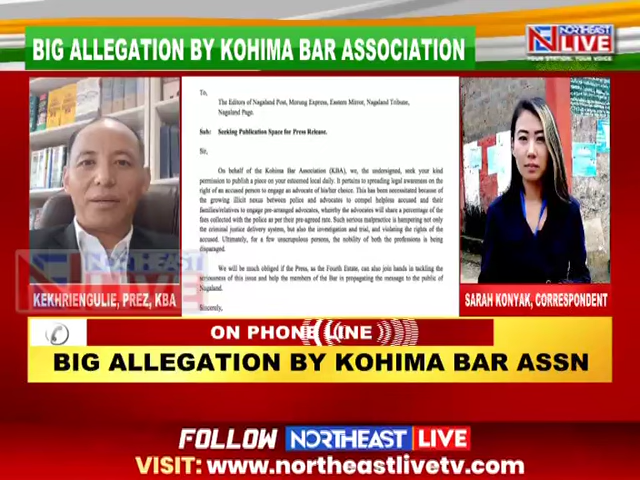 BIG ALLEGATION BY KOHIMA BAR ASSOCIATION
NORTHEAST
LIVE
YOUR STATION, YOUR VOICE
To,
The Editors of Nagaland Post, Morung Express, Eastern Mirror, Nagaland Tribune,
Nagaland Page.
Sub: Seeking Publication Space for Press Release.
Sir,
On behalf of the Kohima Bar Association (KBA), we, the undersigned, seek your kind
permission to publish a piece on your esteemed local daily. It pertains to spreading legal awareness on the
right of an accused person to engage an advocate of his/her choice. This has been necessitated because of
the growing illicit nexus between police and advocates to compel helpless accused and their
families/relatives to engage pre-arranged advocates, whereby the advocates will share a percentage of the
fees collected with the police as per their pre-agreed rate. Such serious malpractice is hampering not only
the criminal justice delivery system, but also the investigation and trial, and violating the rights of the
accused. Ultimately, for a few unscrupulous persons, the nobility of both the professions is being
disparaged.
We will be much obliged if the Press, as the Fourth Estate, can also join hands in tackling the
seriousness of this issue and help the members of the Bar in propagating the message to the public of
Nagaland.
Sincerely,
NORTHEAST
LIVE
KEKHRIENGULIE, PREZ, KBA
SARAH KONYAK, CORRESPONDENT
ON PHONE LINE
BIG ALLEGATION BY KOHIMA BAR ASSN
FOLLOW NORTHEAST LIVE
VISIT: www.northeastlivetv.com